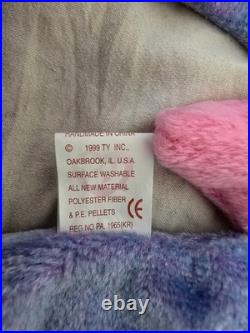 HANDMADE IN CHINA
© 1999 TY INC.,
OAKBROOK, IL. U.S.A.
SURFACE WASHABLE
ALL NEW MATERIAL
POLYESTER FIBER
& P.E. PELLETS CE
REG.NO PA. 1965(KR)